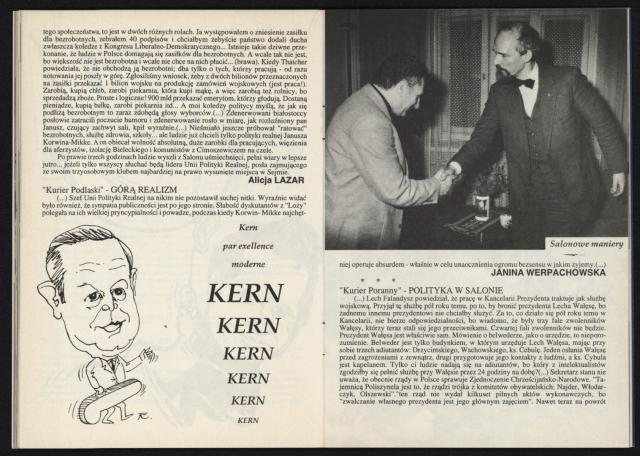 tego społeczeństwa, to jest w dwóch różnych rolach. Ja występowałem o zniesienie zasiłku
dla bezrobotnych, zebrałem 40 podpisów i chciałbym żebyście państwo dodali ducha
zwłaszcza koledze z Kongresu Liberalno-Demokratycznego... Istnieje takie dziwne prze-
konanie, że ludzie w Polsce domagają się zasiłków dla bezrobotnych. A wcale tak nie jest,
bo większość nie jest bezrobotna i wcale nie chce na nich płacić... (brawa). Kiedy Thatcher
powiedziała, że nie obchodzą ją bezrobotni; dba tylko o tych, którzy pracują - od razu
notowania jej poszły w górę. Zgłosiliśmy wniosek, żeby z dwóch bilionów przeznaczonych
na zasiłki przekazać 1 bilion wojsku na produkcję zamówień wojskowych (jest praca!).
Zarobią, kupią chleb, zarobi piekarnia, która kupi mąkę, a więc zarobią też rolnicy, bo
sprzedadzą zboże. Proste i logiczne! 900 mld przekazać emerytom, którzy głodują. Dostaną
pieniądze, kupią bułkę, zarobi piekarnia itd... A moi koledzy politycy myślą, że jak się
podliżą bezrobotnym to zaraz zdobędą głosy wyborców.(...) Zdenerwowani białostoccy
posłowie zatracili poczucie humoru i zdenerwowanie rosło w miarę, jak rozluźniony pan
Janusz, czując zachwyt sali, kpił wyraźnie.(...) Nieśmiało jeszcze próbował "ratować"
bezrobotnych, służbę zdrowia, szkoły... ale ludzie już chcieli tylko polityki realnej Janusza
Korwina-Mikke. A on obiecał wolność absolutną, duże zarobki dla pracujących, więzienia
dla aferzystów, izolację Bieleckiego i komunistów z Cimoszewiczem na czele.
Po prawie trzech godzinach ludzie wyszli z Salonu uśmiechnięci, pełni wiary w lepsze
jutro... jeżeli tylko wszyscy słuchać będą lidera Unii Polityki Realnej, posła zajmującego
ze swoim trzyosobowym klubem najbardziej na prawo wysunięte miejsca w Sejmie.
Alicja LAZAR
"Kurier Podlaski" - GÓRĄ REALIZM
(...) Szef Unii Polityki Realnej na nikim nie pozostawił suchej nitki. Wyraźnie widać
było również, że sympatia publiczności jest po jego stronie. Słabość dyskutantów z "Loży"
polegała na ich wielkiej pryncypialności i powadze, podczas kiedy Korwin- Mikke najchęt-
Kern
par exellence
moderne
KERN
KERN
KERN
KERN
KERN
KERN
Salonowe maniery
niej operuje absurdem - właśnie w celu unaocznienia ogromu bezsensu w jakim żyjemy.(...)
JANINA WERPACHOWSKA
* * *
"Kurier Poranny" - POLITYKA W SALONIE
(...) Lech Falandysz powiedział, że pracę w Kancelarii Prezydenta traktuje jak służbę
wojskową. Przyjął tę służbę pół roku temu, po to, by bronić prezydenta Lecha Wałęsę, bo
żadnemu innemu prezydentowi nie chciałby służyć. Za to, co działo się pół roku temu w
Kancelarii, nie bierze odpowiedzialności, bo wiadomo, że były trzy fale zwolenników
Wałęsy, którzy teraz stali się jego przeciwnikami. Czwartej fali zwolenników nie będzie.
Prezydent Wałęsa jest właściwie sam. Mówienie o belwederze, jako o urzędzie, to nieporo-
zumienie. Belweder jest tylko budynkiem, w którym urzęduje Lech Wałęsa, mając przy
sobie trzech adiutantów: Drzycimskiego, Wachowskiego, ks. Cebulę. Jeden osłania Wałęsę
przed zagrożeniami z zewnątrz, drugi przygotowuje jego kontakty z ludźmi, a ks. Cybula
jest kapelanem. Tylko ci ludzie nadają się na adiutantów, bo który z intelektualistów
zgodziłby się pełnić służbę przy Wałęsie przez 24 godziny na dobę?(...) Sekretarz stanu nie
uważa, że obecnie rządy w Polsce sprawuje Zjednoczenie Chrześcijańsko-Narodowe. "Ta-
jemnicą Poliszynela jest to, że rządzi trójka z komitetów obywatelskich: Najder, Włodar-
czyk, Olszewski"."ten rząd nie wydał kilkuset pilnych aktów wykonawczych, bo
"zwalczanie własnego prezydenta jest jego głównym zajęciem". Nawet teraz na powrót